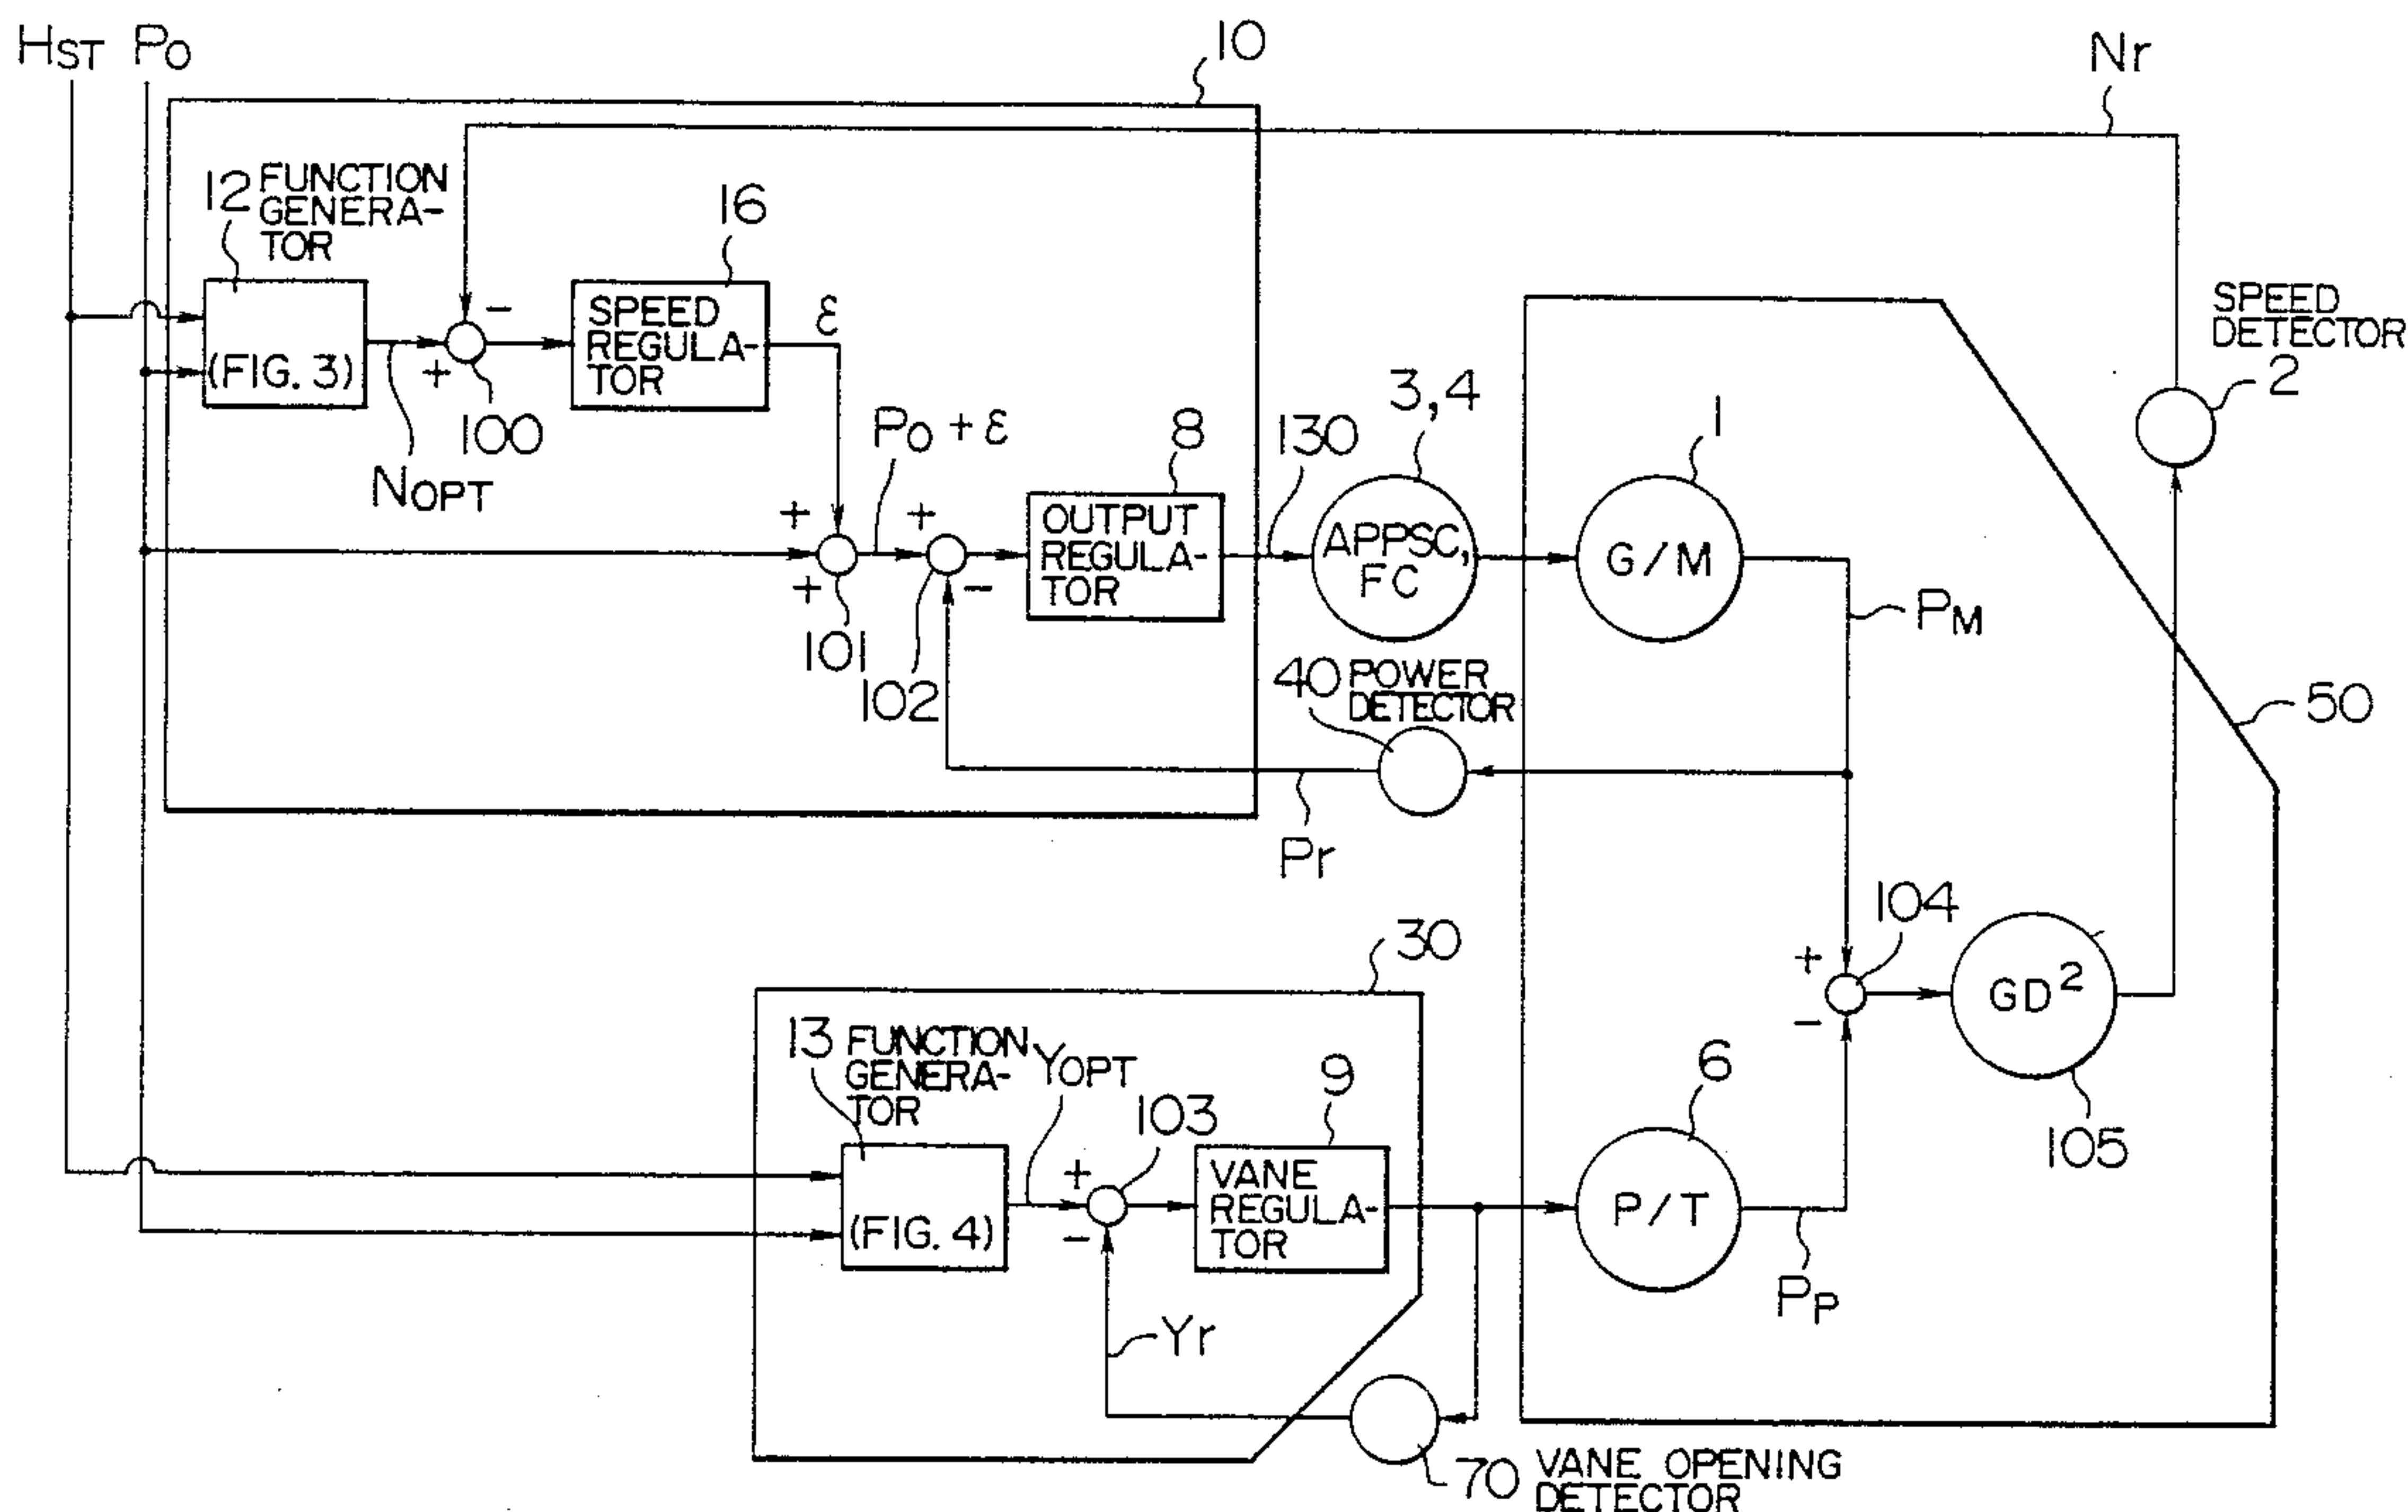 HST PO
10
Nr
12 FUNCTION
GENERA-
TOR
16
SPEED
REGULA-
TOR
ε
(FIG. 3)
- +
100
NOPT
SPEED
DETECTOR
2
3,4
1
PO + ε
8
130
OUTPUT
REGULA-
TOR
APPSC,
FC
G/M
PM
+ +
+ -
101
102
40 POWER
DETECTOR
50
Pr
104
30
+
-
GD2
105
13 FUNCTION
GENERA-
TOR
YOPT
103
9
6
+
-
VANE
REGULA-
TOR
(FIG. 4)
P/T
PP
Yr
70 VANE OPENING
DETECTOR